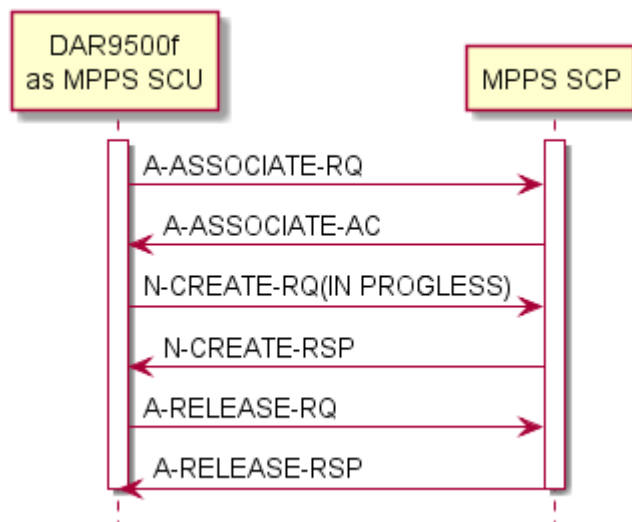 DAR9500f
as MPPS SCU
MPPS SCP
A-ASSOCIATE-RQ
A-ASSOCIATE-AC
N-CREATE-RQ(IN PROGLESS)
N-CREATE-RSP
A-RELEASE-RQ
A-RELEASE-RSP